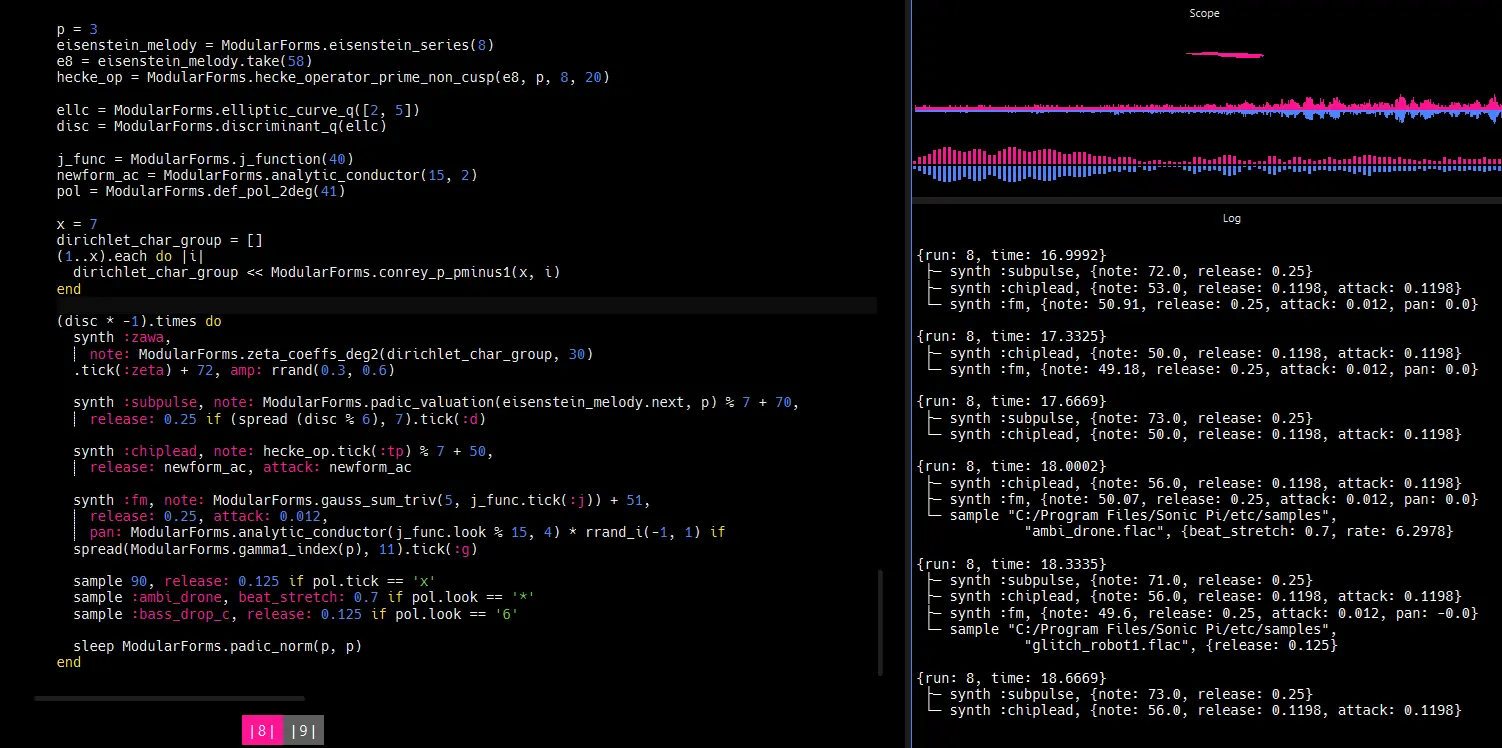 p = 3
eisenstein_melody = ModularForms.eisenstein_series(8)
e8 = eisenstein_melody.take(58)
hecke_op = ModularForms.hecke_operator_prime_non_cusp(e8, p, 8, 20)
ellc = ModularForms.elliptic_curve_q([2, 5])
disc = ModularForms.discriminant_q(ellc)
j_func = ModularForms.j_function(40)
newform_ac = ModularForms.analytic_conductor(15, 2)
pol = ModularForms.def_pol_2deg(41)
x = 7
dirichlet_char_group = []
(1..x).each do |i|
  dirichlet_char_group << ModularForms.conrey_p_pminus1(x, i)
end
(disc * -1).times do
  synth :zawa,
    note: ModularForms.zeta_coeffs_deg2(dirichlet_char_group, 30)
  .tick(:zeta) + 72, amp: rrand(0.3, 0.6)
  synth :subpulse, note: ModularForms.padic_valuation(eisenstein_melody.next, p) % 7 + 70,
    release: 0.25 if (spread (disc % 6), 7).tick(:d)
  synth :chiplead, note: hecke_op.tick(:tp) % 7 + 50,
    release: newform_ac, attack: newform_ac
  synth :fm, note: ModularForms.gauss_sum_triv(5, j_func.tick(:j)) + 51,
    release: 0.25, attack: 0.012,
    pan: ModularForms.analytic_conductor(j_func.look % 15, 4) * rrand_i(-1, 1) if
  spread(ModularForms.gamma1_index(p), 11).tick(:g)
  sample 90, release: 0.125 if pol.tick == 'x'
  sample :ambi_drone, beat_stretch: 0.7 if pol.look == '*'
  sample :bass_drop_c, release: 0.125 if pol.look == '6'
  sleep ModularForms.padic_norm(p, p)
end
|8| |9|
Scope
Log
{run: 8, time: 16.9992}
 ├─ synth :subpulse, {note: 72.0, release: 0.25}
 ├─ synth :chiplead, {note: 53.0, release: 0.1198, attack: 0.1198}
 └─ synth :fm, {note: 50.91, release: 0.25, attack: 0.012, pan: 0.0}
{run: 8, time: 17.3325}
 ├─ synth :chiplead, {note: 50.0, release: 0.1198, attack: 0.1198}
 └─ synth :fm, {note: 49.18, release: 0.25, attack: 0.012, pan: 0.0}
{run: 8, time: 17.6669}
 ├─ synth :subpulse, {note: 73.0, release: 0.25}
 └─ synth :chiplead, {note: 50.0, release: 0.1198, attack: 0.1198}
{run: 8, time: 18.0002}
 ├─ synth :chiplead, {note: 56.0, release: 0.1198, attack: 0.1198}
 ├─ synth :fm, {note: 50.07, release: 0.25, attack: 0.012, pan: 0.0}
 └─ sample "C:/Program Files/Sonic Pi/etc/samples",
             "ambi_drone.flac", {beat_stretch: 0.7, rate: 6.2978}
{run: 8, time: 18.3335}
 ├─ synth :subpulse, {note: 71.0, release: 0.25}
 ├─ synth :chiplead, {note: 56.0, release: 0.1198, attack: 0.1198}
 ├─ synth :fm, {note: 49.6, release: 0.25, attack: 0.012, pan: -0.0}
 └─ sample "C:/Program Files/Sonic Pi/etc/samples",
             "glitch_robot1.flac", {release: 0.125}
{run: 8, time: 18.6669}
 ├─ synth :subpulse, {note: 73.0, release: 0.25}
 └─ synth :chiplead, {note: 56.0, release: 0.1198, attack: 0.1198}